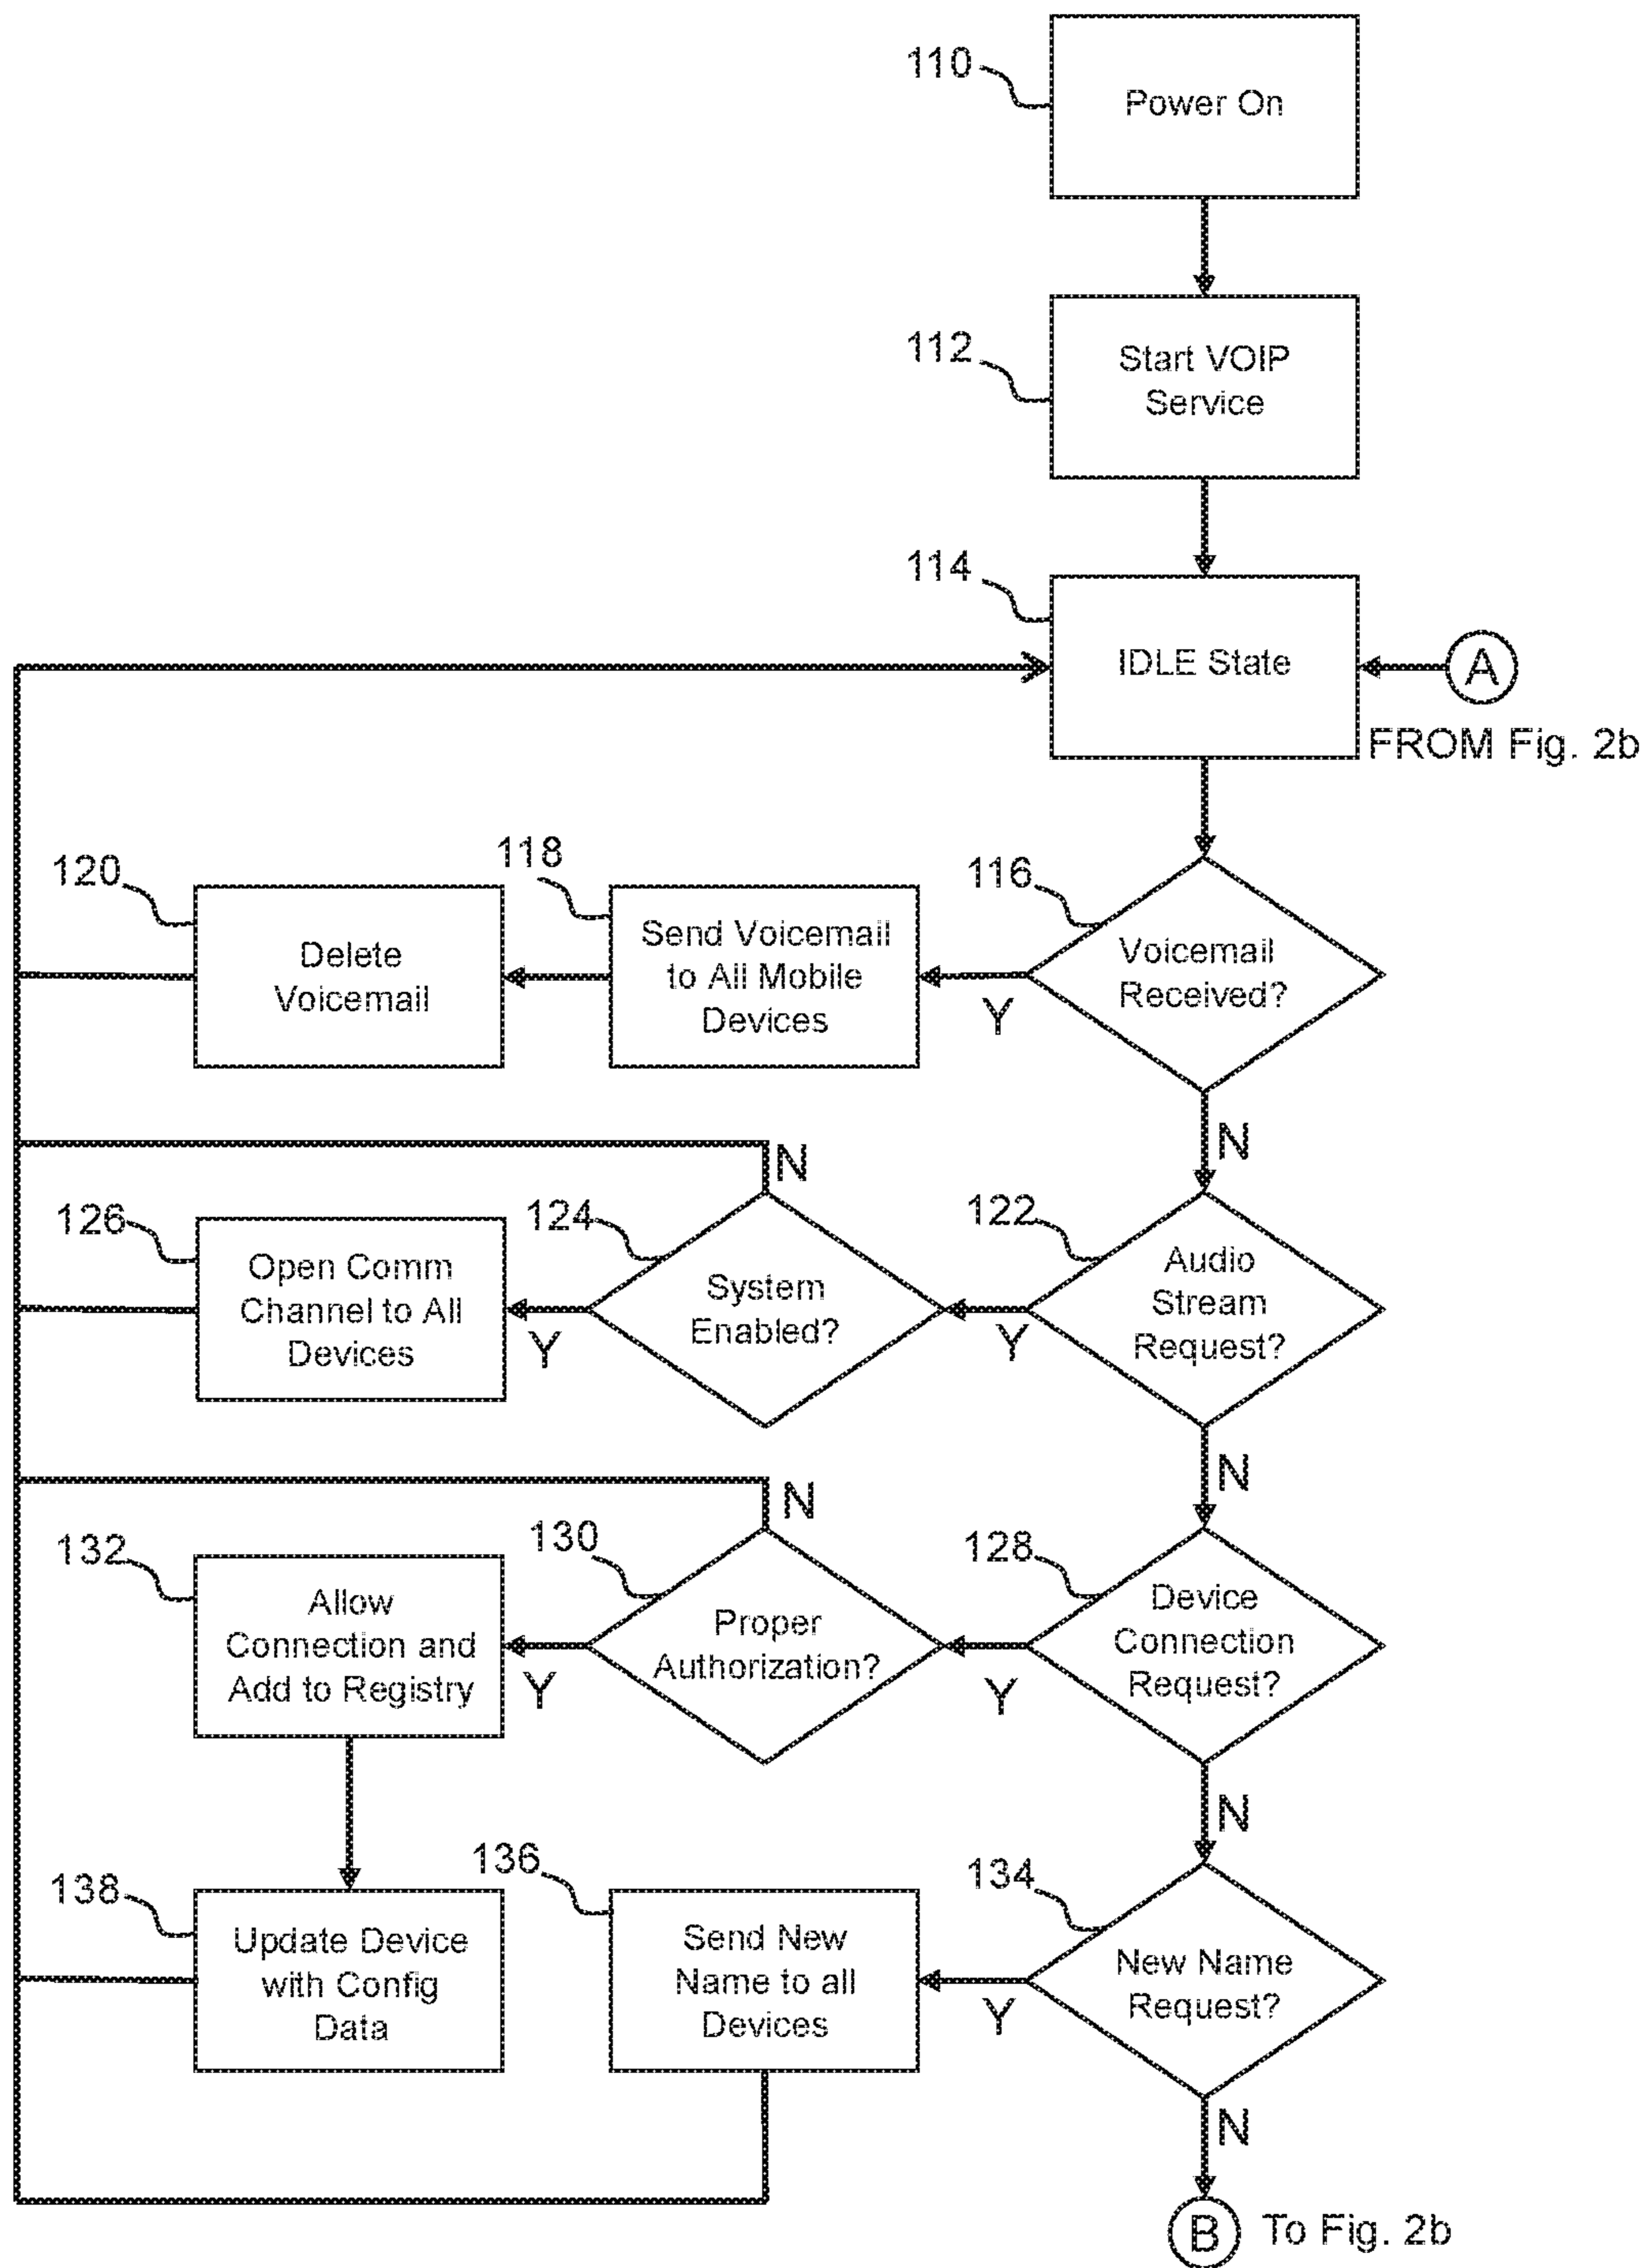 110
Power On
112
Start VOIP
Service
114
IDLE State
A
FROM Fig. 2b
120
Delete
Voicemail
118
Send Voicemail
to All Mobile
Devices
116
Voicemail
Received?
Y
N
126
Open Comm
Channel to All
Devices
Y
124
System
Enabled?
N
Y
122
Audio
Stream
Request?
N
132
Allow
Connection and
Add to Registry
Y
130
Proper
Authorization?
N
Y
128
Device
Connection
Request?
N
138
Update Device
with Config
Data
136
Send New
Name to all
Devices
Y
134
New Name
Request?
N
B
To Fig. 2b